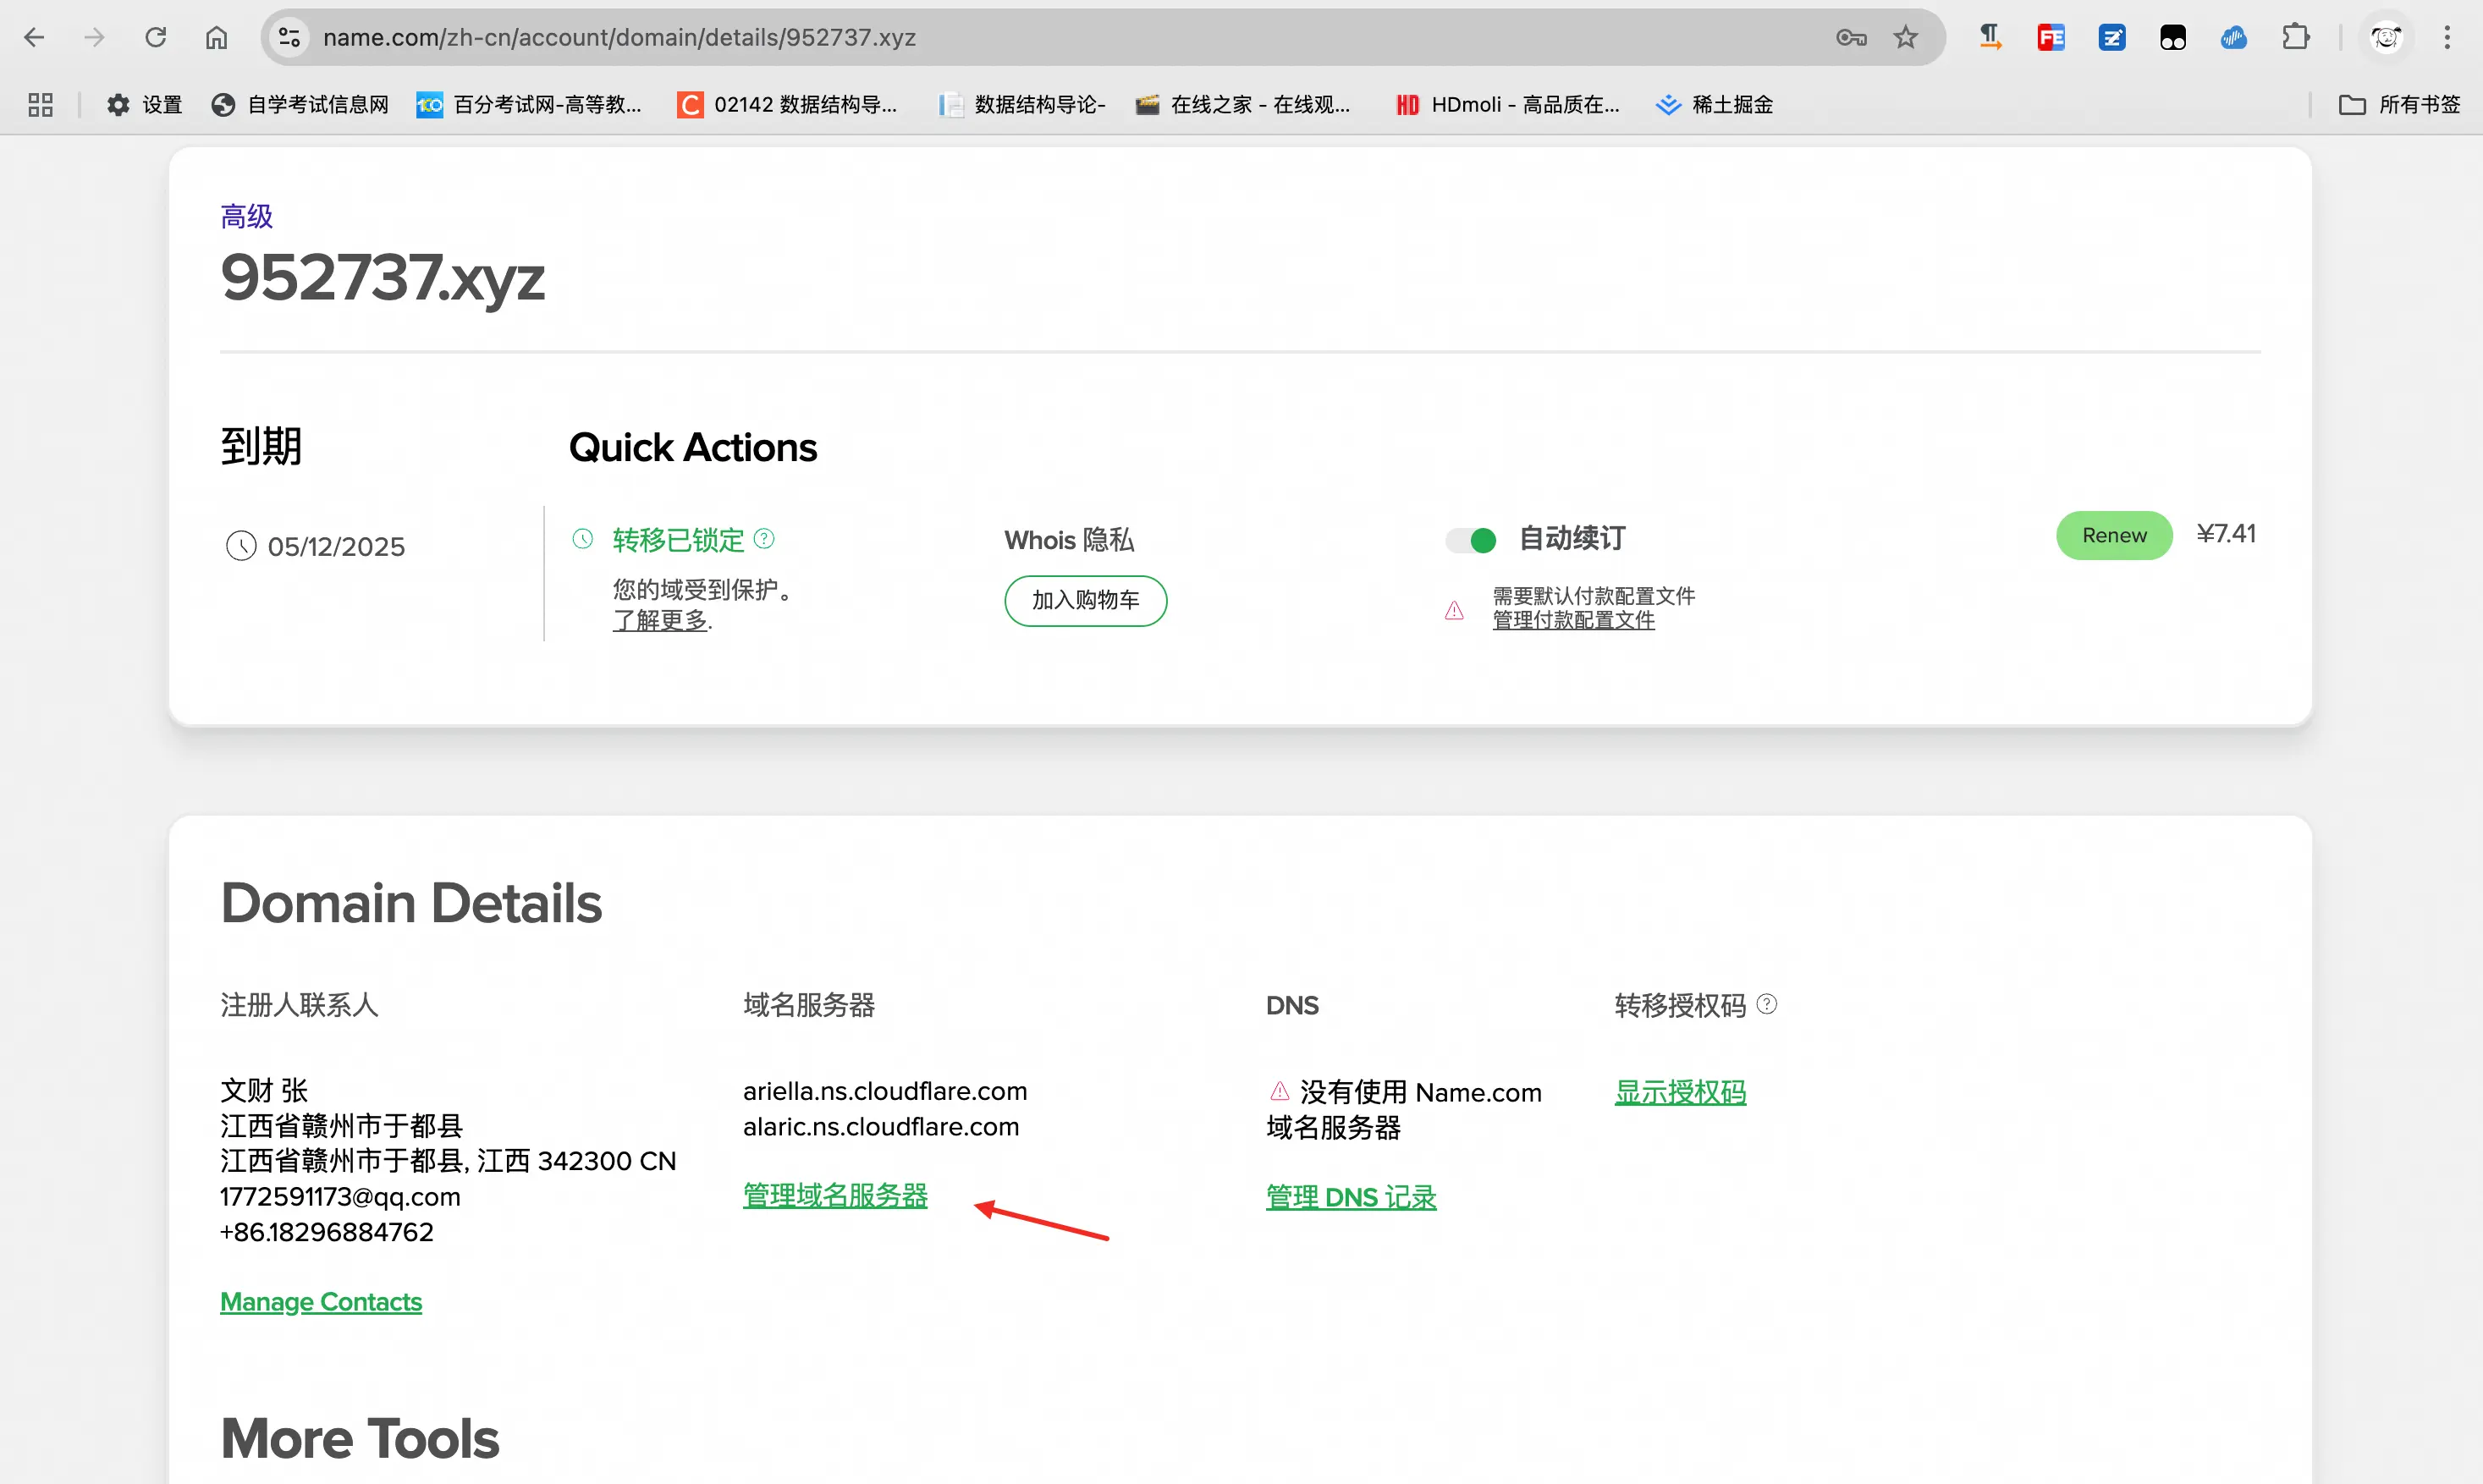 name.com/zh-cn/account/domain/details/952737.xyz
设置
自学考试信息网
百分考试网-高等教...
02142 数据结构导...
数据结构导论-
在线之家 - 在线观...
HDmoli - 高品质在...
稀土掘金
所有书签
高级
952737.xyz
到期
Quick Actions
05/12/2025
转移已锁定
您的域受到保护。
了解更多.
Whois 隐私
加入购物车
自动续订
需要默认付款配置文件
管理付款配置文件
Renew
¥7.41
Domain Details
注册人联系人
文财 张
江西省赣州市于都县
江西省赣州市于都县, 江西 342300 CN
1772591173@qq.com
+86.18296884762
Manage Contacts
域名服务器
ariella.ns.cloudflare.com
alaric.ns.cloudflare.com
管理域名服务器
DNS
没有使用 Name.com
域名服务器
管理 DNS 记录
转移授权码
显示授权码
More Tools